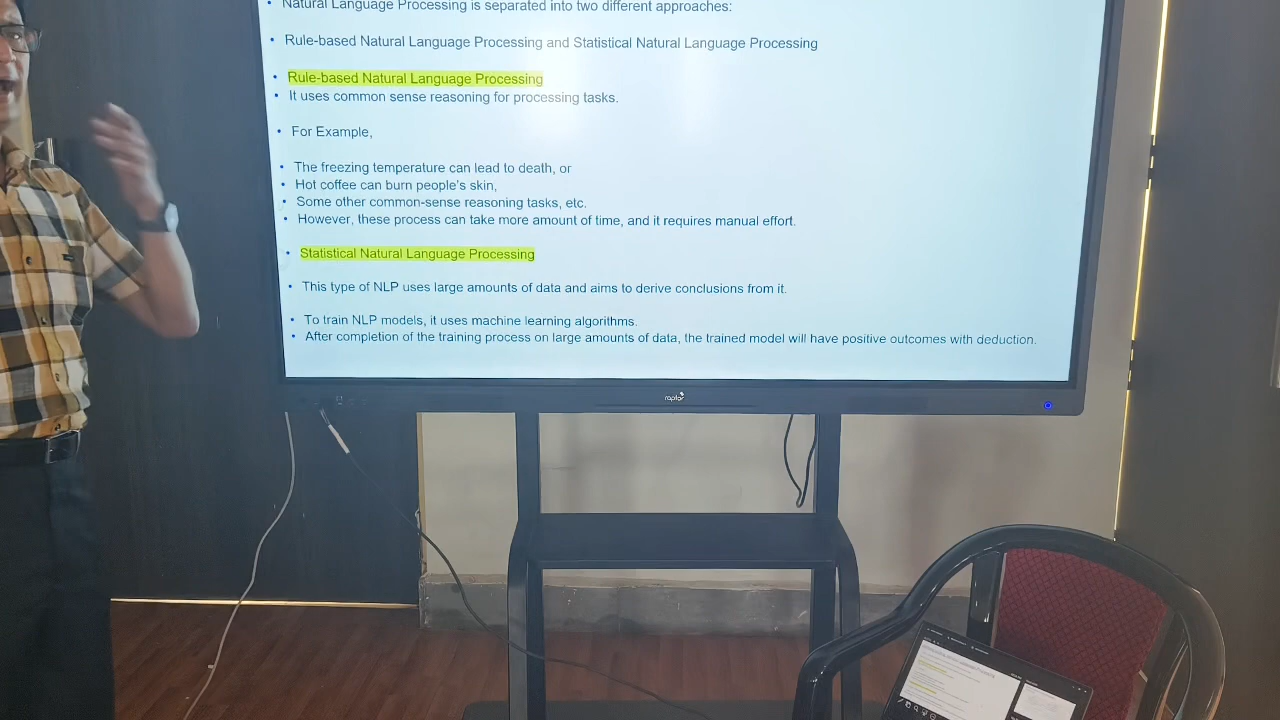 • Natural Language Processing is separated into two different approaches:
• Rule-based Natural Language Processing and Statistical Natural Language Processing
• Rule-based Natural Language Processing
• It uses common sense reasoning for processing tasks.
• For Example,
• The freezing temperature can lead to death, or
• Hot coffee can burn people's skin,
• Some other common-sense reasoning tasks, etc.
• However, these process can take more amount of time, and it requires manual effort.
• Statistical Natural Language Processing
• This type of NLP uses large amounts of data and aims to derive conclusions from it.
• To train NLP models, it uses machine learning algorithms.
• After completion of the training process on large amounts of data, the trained model will have positive outcomes with deduction.
raptor